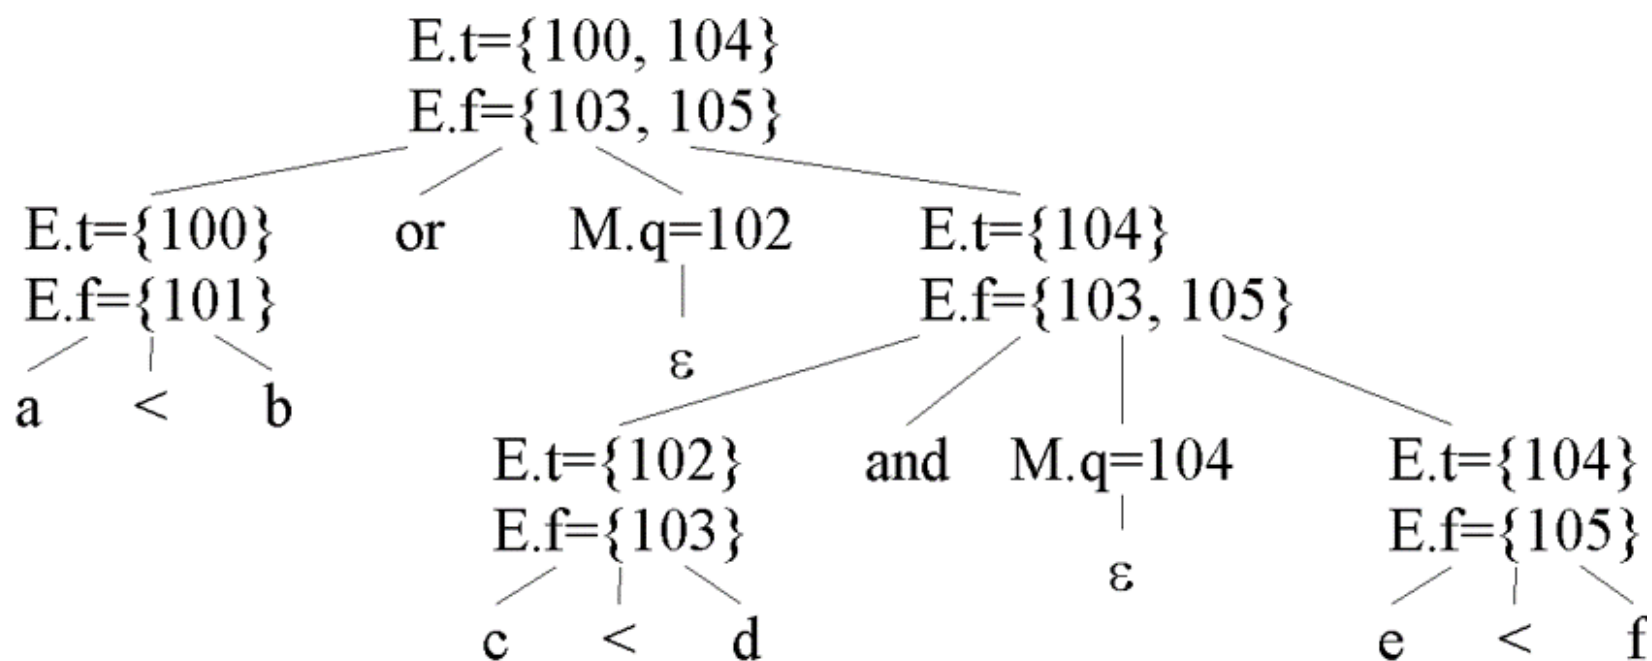 E.t={100, 104}
E.f={103, 105}
E.t={100} or M.q=102 E.t={104}
E.f={101} E.f={103, 105}
ε
a < b
E.t={102} and M.q=104 E.t={104}
E.f={103} E.f={105}
ε
c < d e < f